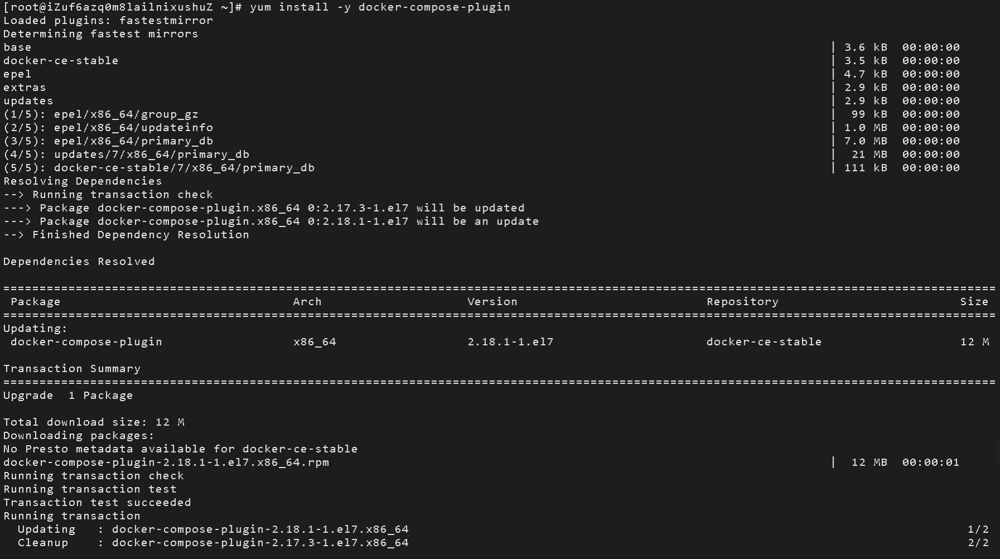 [root@iZuf6azq0m8lailnixushuZ ~]# yum install -y docker-compose-plugin
Loaded plugins: fastestmirror
Determining fastest mirrors
base | 3.6 kB 00:00:00
docker-ce-stable | 3.5 kB 00:00:00
epel | 4.7 kB 00:00:00
extras | 2.9 kB 00:00:00
updates | 2.9 kB 00:00:00
(1/5): epel/x86_64/group_gz | 99 kB 00:00:00
(2/5): epel/x86_64/updateinfo | 1.0 MB 00:00:00
(3/5): epel/x86_64/primary_db | 7.0 MB 00:00:00
(4/5): updates/7/x86_64/primary_db | 21 MB 00:00:00
(5/5): docker-ce-stable/7/x86_64/primary_db | 111 kB 00:00:00
Resolving Dependencies
--> Running transaction check
---> Package docker-compose-plugin.x86_64 0:2.17.3-1.el7 will be updated
---> Package docker-compose-plugin.x86_64 0:2.18.1-1.el7 will be an update
--> Finished Dependency Resolution
Dependencies Resolved
================================================================================
Package Arch Version Repository Size
================================================================================
Updating:
docker-compose-plugin x86_64 2.18.1-1.el7 docker-ce-stable 12 M
Transaction Summary
================================================================================
Upgrade 1 Package
Total download size: 12 M
Downloading packages:
No Presto metadata available for docker-ce-stable
docker-compose-plugin-2.18.1-1.el7.x86_64.rpm | 12 MB 00:00:01
Running transaction check
Running transaction test
Transaction test succeeded
Running transaction
Updating : docker-compose-plugin-2.18.1-1.el7.x86_64 1/2
Cleanup : docker-compose-plugin-2.17.3-1.el7.x86_64 2/2